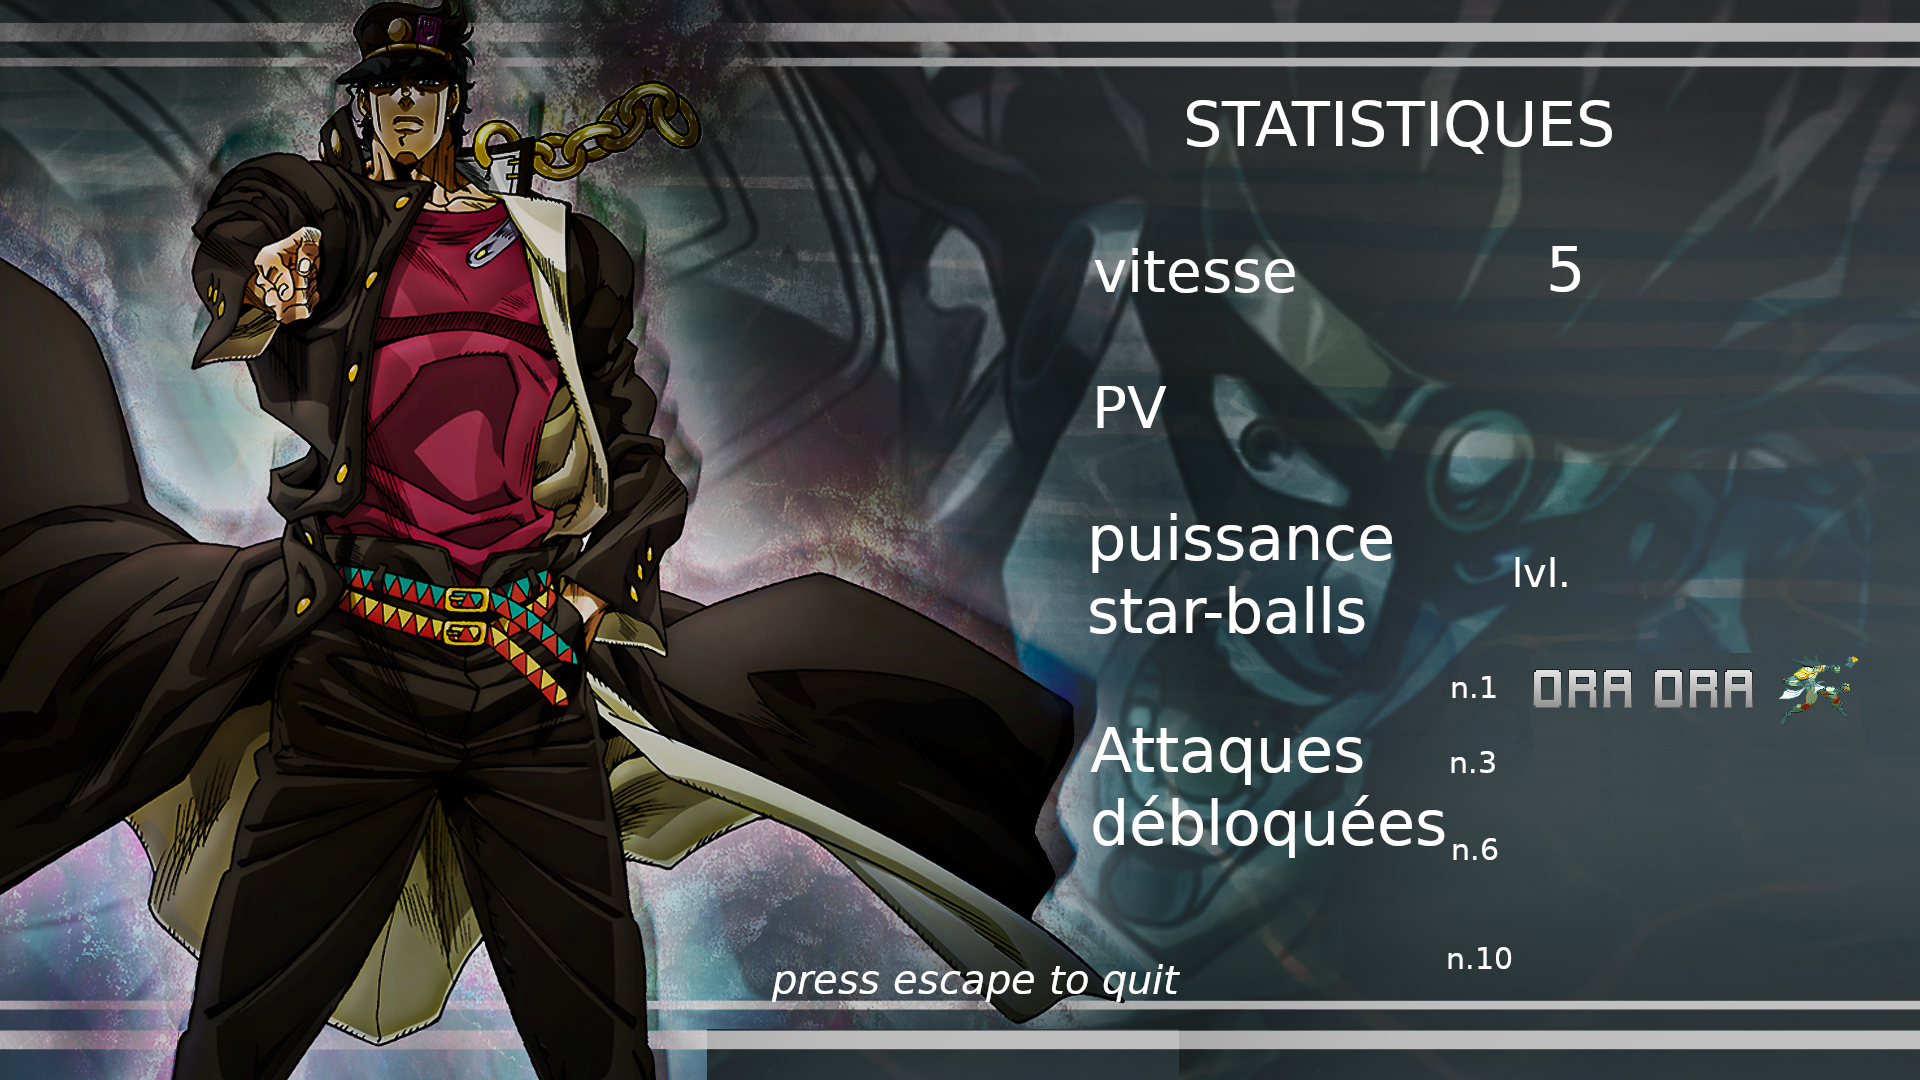 STATISTIQUES
vitesse 5
PV
puissance
star-balls
lvl.
n.1 ORA ORA
Attaques
débloquées
n.3
n.6
n.10
press escape to quit